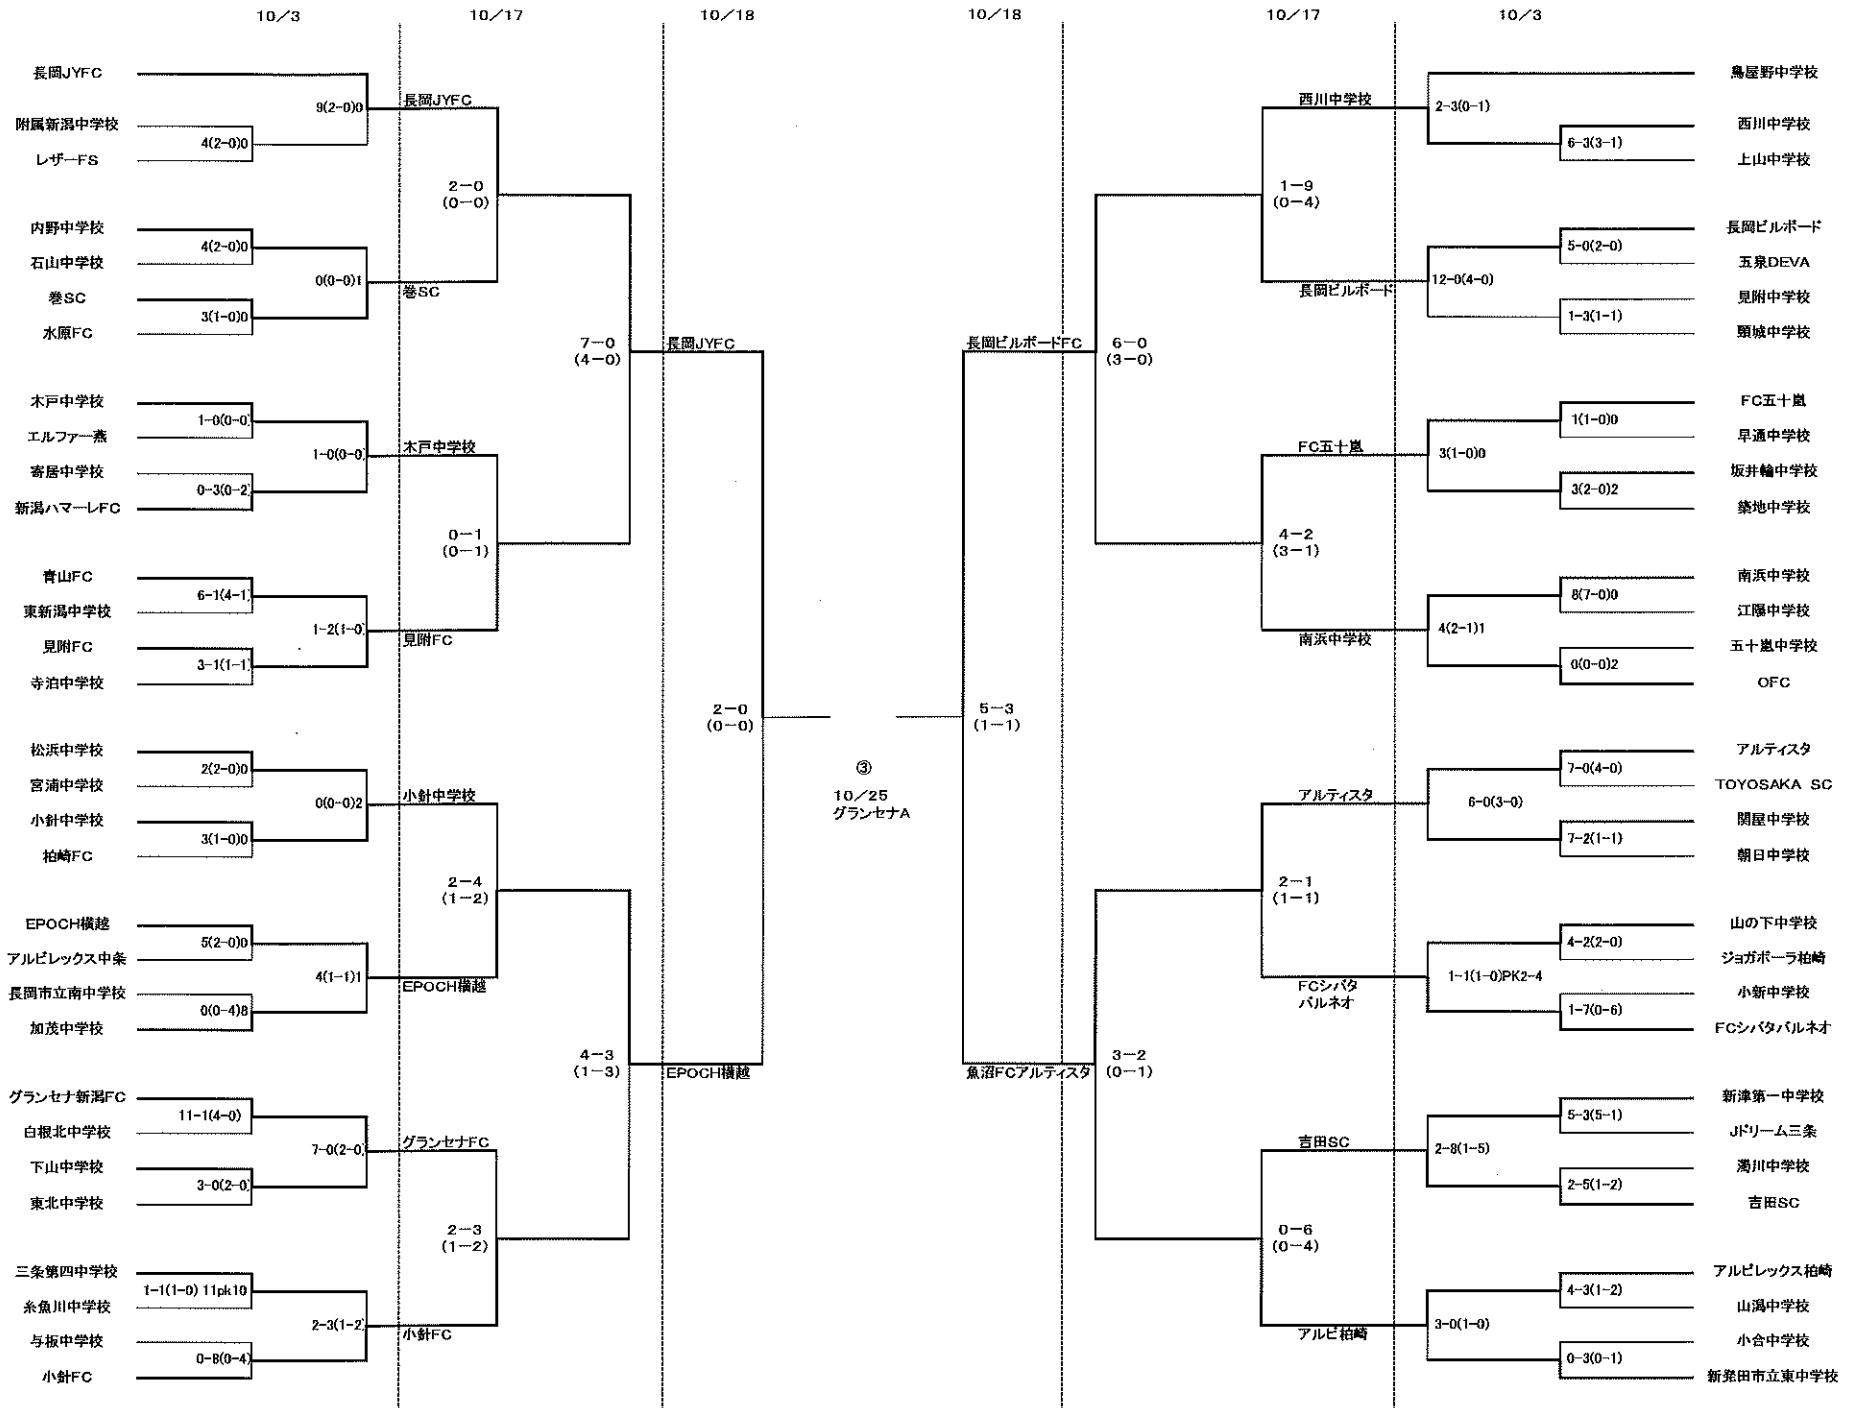 10/3
10/17
10/18
10/18
10/17
10/3
長岡JYFC
附属新潟中学校
レザーFS
内野中学校
石山中学校
巻SC
水原FC
木戸中学校
エルファー燕
寄居中学校
新潟ハマーレFC
青山FC
東新潟中学校
見附FC
寺泊中学校
松浜中学校
宮浦中学校
小針中学校
柏崎FC
EPOCH横越
アルビレックス中条
長岡市立南中学校
加茂中学校
グランセナ新潟FC
白根北中学校
下山中学校
東北中学校
三条第四中学校
糸魚川中学校
与板中学校
小針FC
4(2-0)0
4(2-0)0
3(1-0)0
1-0(0-0)
0-3(0-2)
6-1(4-1)
3-1(1-1)
2(2-0)0
3(1-0)0
5(2-0)0
0(0-4)8
11-1(4-0)
3-0(2-0)
1-1(1-0) 11pk10
0-8(0-4)
9(2-0)0
0(0-0)1
1-0(0-0)
1-2(1-0)
0(0-0)2
4(1-1)1
7-0(2-0)
2-3(1-2)
長岡JYFC
巻SC
木戸中学校
見附FC
小針中学校
EPOCH横越
グランセナFC
小針FC
2-0
(0-0)
0-1
(0-1)
2-4
(1-2)
2-3
(1-2)
7-0
(4-0)
4-3
(1-3)
長岡JYFC
EPOCH横越
2-0
(0-0)
③
10/25
グランセナA
5-3
(1-1)
長岡ビルボードFC
魚沼FCアルティスタ
6-0
(3-0)
3-2
(0-1)
1-9
(0-4)
4-2
(3-1)
2-1
(1-1)
0-6
(0-4)
西川中学校
長岡ビルボード
FC五十嵐
南浜中学校
アルティスタ
FCシバタ
バルネオ
吉田SC
アルビ柏崎
2-3(0-1)
12-0(4-0)
3(1-0)0
4(2-1)1
6-0(3-0)
1-1(1-0)PK2-4
2-8(1-5)
3-0(1-0)
6-3(3-1)
5-0(2-0)
1-3(1-1)
1(1-0)0
3(2-0)2
8(7-0)0
0(0-0)2
7-0(4-0)
7-2(1-1)
4-2(2-0)
1-7(0-6)
5-3(5-1)
2-5(1-2)
4-3(1-2)
0-3(0-1)
鳥屋野中学校
西川中学校
上山中学校
長岡ビルボード
五泉DEVA
見附中学校
頸城中学校
FC五十嵐
早通中学校
坂井輪中学校
築地中学校
南浜中学校
江陽中学校
五十嵐中学校
OFC
アルティスタ
TOYOSAKA SC
関屋中学校
朝日中学校
山の下中学校
ジョガボーラ柏崎
小新中学校
FCシバタバルネオ
新津第一中学校
Jドリーム三条
濁川中学校
吉田SC
アルビレックス柏崎
山潟中学校
小合中学校
新発田市立東中学校